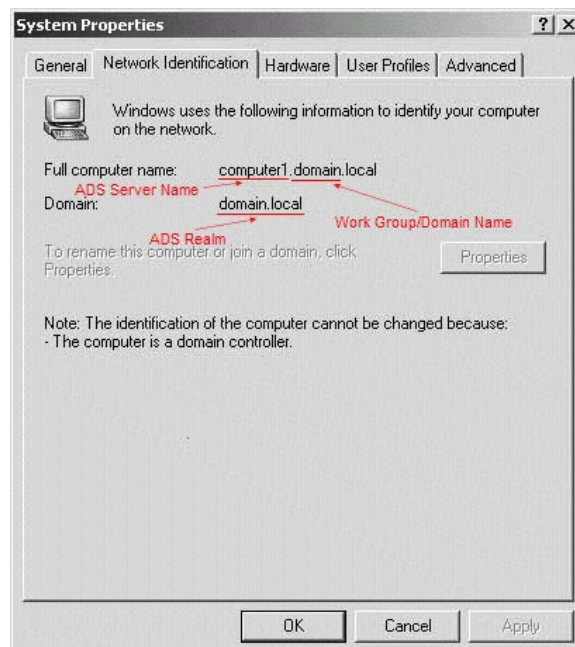 System Properties
? X
General Network Identification Hardware User Profiles Advanced
Windows uses the following information to identify your computer
on the network.
Full computer name: computer1.domain.local
ADS Server Name
Domain: domain.local
Work Group/Domain Name
ADS Realm
To rename this computer or join a domain, click
Properties.
Properties
Note: The identification of the computer cannot be changed because:
- The computer is a domain controller.
OK Cancel Apply